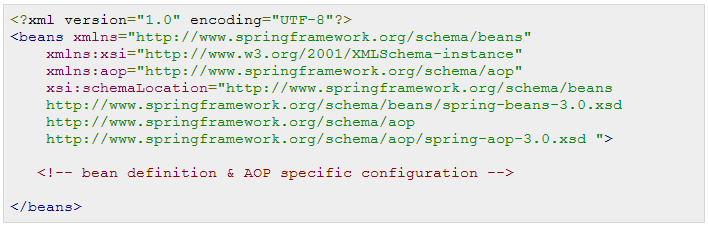 <?xml version="1.0" encoding="UTF-8"?>
<beans xmlns="http://www.springframework.org/schema/beans"
xmlns:xsi="http://www.w3.org/2001/XMLSchema-instance"
xmlns:aop="http://www.springframework.org/schema/aop"
xsi:schemaLocation="http://www.springframework.org/schema/beans
http://www.springframework.org/schema/beans/spring-beans-3.0.xsd
http://www.springframework.org/schema/aop
http://www.springframework.org/schema/aop/spring-aop-3.0.xsd ">
<!-- bean definition & AOP specific configuration -->
</beans>